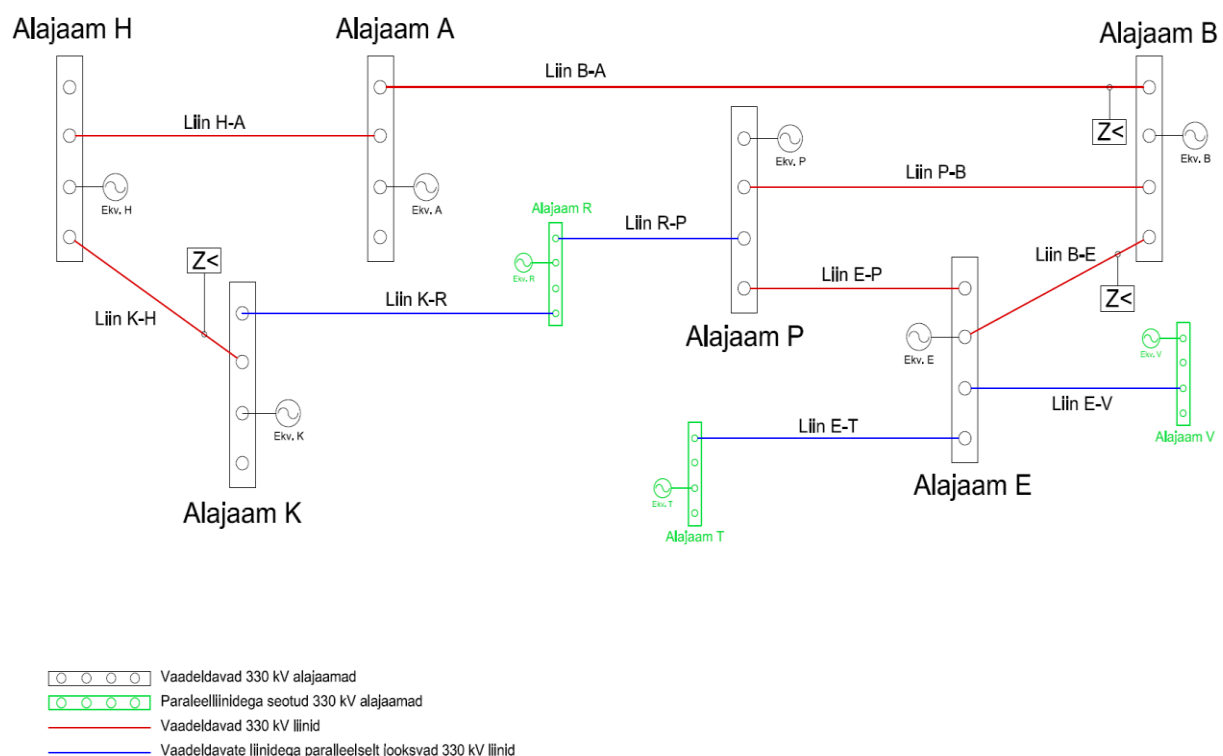 Alajaam H
Alajaam A
Alajaam B
Liin B-A
Liin H-A
Z<
Ekv. P
Ekv. B
Liin P-B
Ekv. H
Ekv. A
Alajaam R
Liin R-P
Z<
Ekv. R
Liin B-E
Liin E-P
Liin K-R
Z<
Liin K-H
Alajaam P
Ekv. E
Ekv. V
Liin E-V
Ekv. K
Liin E-T
Alajaam V
Alajaam E
Ekv. T
Alajaam K
Alajaam T
Vaadeldavad 330 kV alajaamad
Paraleelliinidega seotud 330 kV alajaamad
Vaadeldavad 330 kV liinid
Vaadeldavate liinidega paralleelselt jooksvad 330 kV liinid